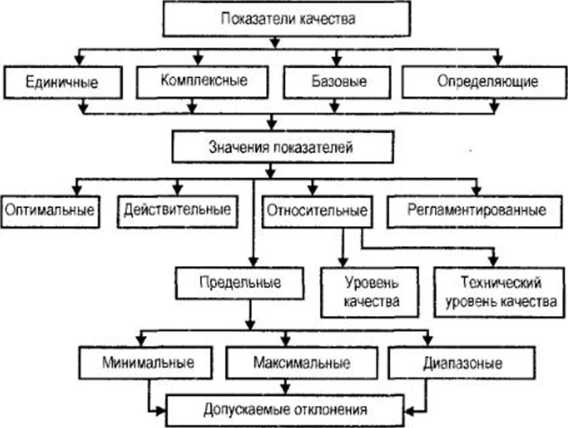 Показатели качества
Единичные
Комплексные
Базовые
Определяющие
Значения показателей
Оптимальные
Действительные
Относительные
Регламентированные
Предельные
Уровень
качества
Технический
уровень качества
Минимальные
Максимальные
Диапазоные
Допускаемые отклонения